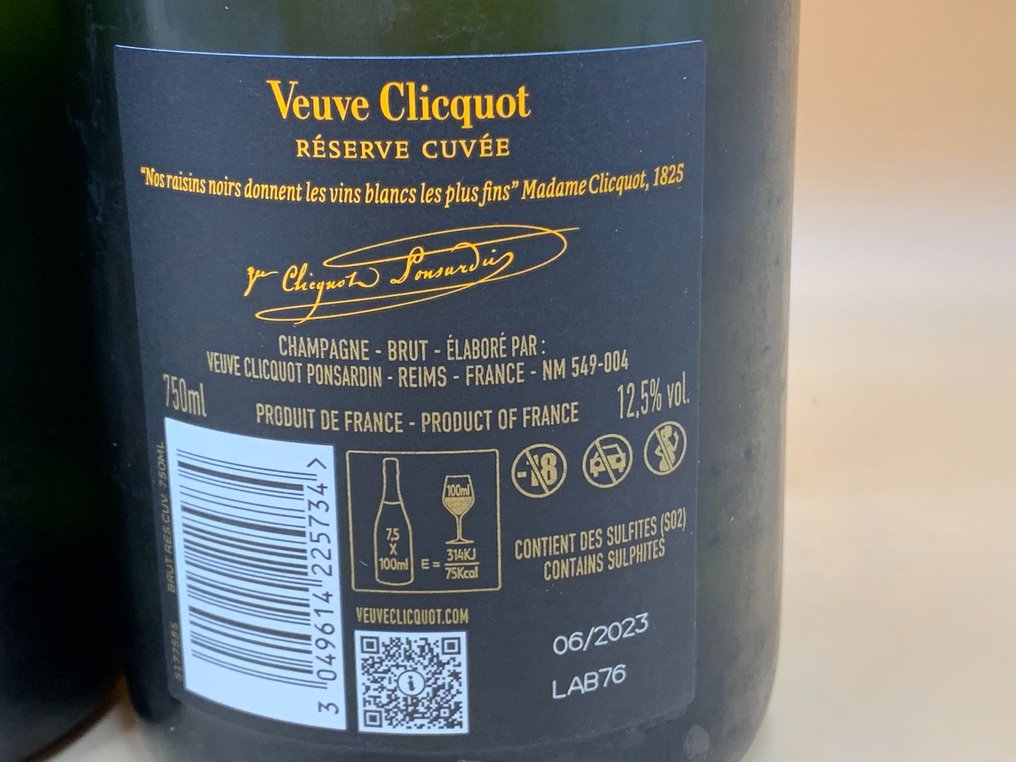 Veuve Clicquot
RÉSERVE CUVÉE
"Nos raisins noirs donnent les vins blancs les plus fins" Madame Clicquot, 1825
Vve Clicquot Ponsardin
CHAMPAGNE - BRUT - ÉLABORÉ PAR :
VEUVE CLICQUOT PONSARDIN - REIMS - FRANCE - NM 549-004
750ml
PRODUIT DE FRANCE - PRODUCT OF FRANCE
12,5% vol.
BRUT RES CUV 750ML
3 049614 225734 >
7,5
X
100ml
100ml
E = 314KJ
75Kcal
-18
CONTIENT DES SULFITES (SO2)
CONTAINS SULPHITES
VEUVECLICQUOT.COM
i
06/2023
LAB76